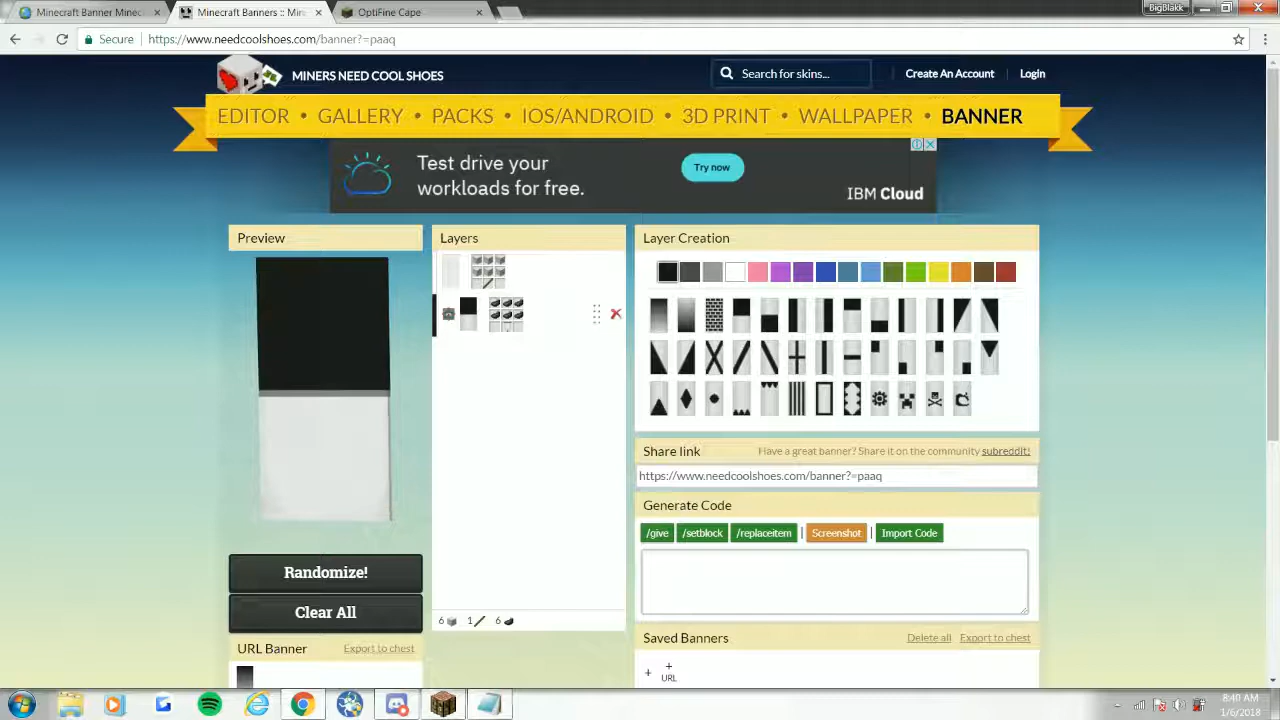 Minecraft Banner Minec
Minecraft Banners :: Min
OptiFine Cape
BigBlakk
Secure
https://www.needcoolshoes.com/banner?=paaq
MINERS NEED COOL SHOES
Search for skins...
Create An Account
Login
EDITOR • GALLERY • PACKS • IOS/ANDROID • 3D PRINT • WALLPAPER • BANNER
Test drive your
workloads for free.
Try now
IBM Cloud
Preview
Layers
Layer Creation
Share link
Have a great banner? Share it on the community subreddit!
https://www.needcoolshoes.com/banner?=paaq
Generate Code
/give
/setblock
/replaceitem
|
Screenshot
|
Import Code
Randomize!
Clear All
6
1
6
URL Banner
Export to chest
Saved Banners
Delete all
Export to chest
+
+
URL
8:40 AM
1/6/2018